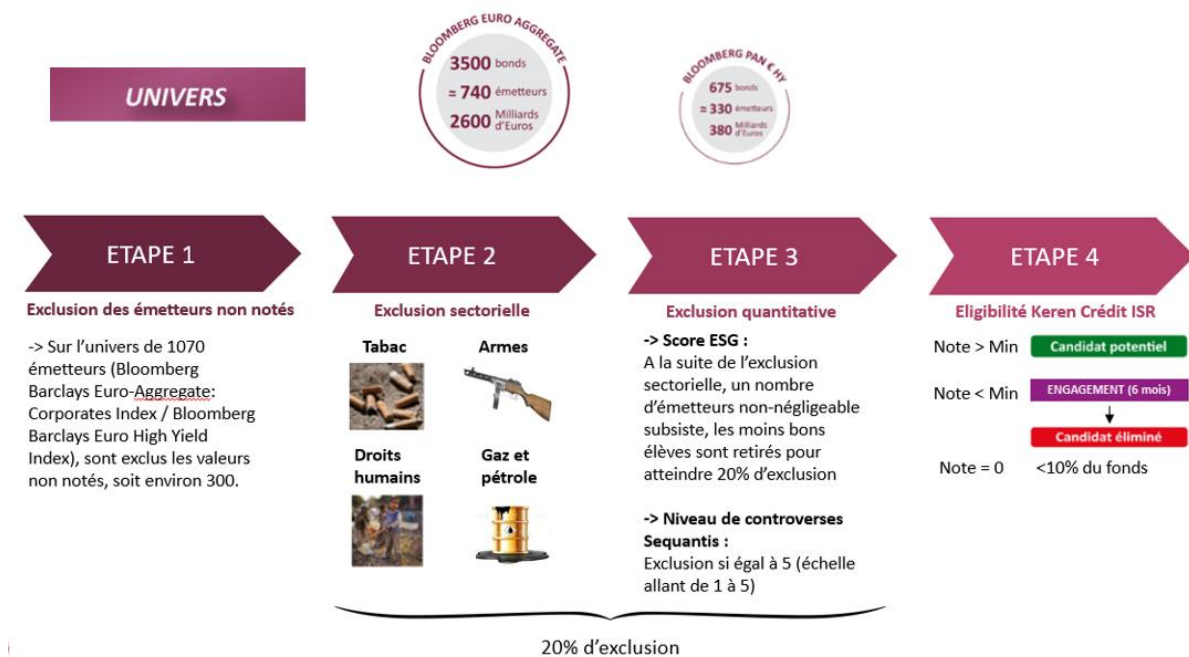 UNIVERS
BLOOMBERG EURO AGGREGATE
3500 bonds
≈ 740 émetteurs
2600 Milliards
d'Euros
BLOOMBERG PAN € HY
675 bonds
≈ 330 émetteurs
380 Milliards
d'Euros
ETAPE 1
Exclusion des émetteurs non notés
-> Sur l'univers de 1070
émetteurs (Bloomberg
Barclays Euro-Aggregate:
Corporates Index / Bloomberg
Barclays Euro High Yield
Index), sont exclus les valeurs
non notés, soit environ 300.
ETAPE 2
Exclusion sectorielle
Tabac
Armes
Droits
humains
Gaz et
pétrole
ETAPE 3
Exclusion quantitative
-> Score ESG :
A la suite de l'exclusion
sectorielle, un nombre
d'émetteurs non-négligeable
subsiste, les moins bons
élèves sont retirés pour
atteindre 20% d'exclusion
-> Niveau de controverses
Sequantis :
Exclusion si égal à 5 (échelle
allant de 1 à 5)
ETAPE 4
Eligibilité Keren Crédit ISR
Note > Min
Candidat potentiel
Note < Min
ENGAGEMENT (6 mois)
Candidat éliminé
Note = 0
<10% du fonds
20% d'exclusion